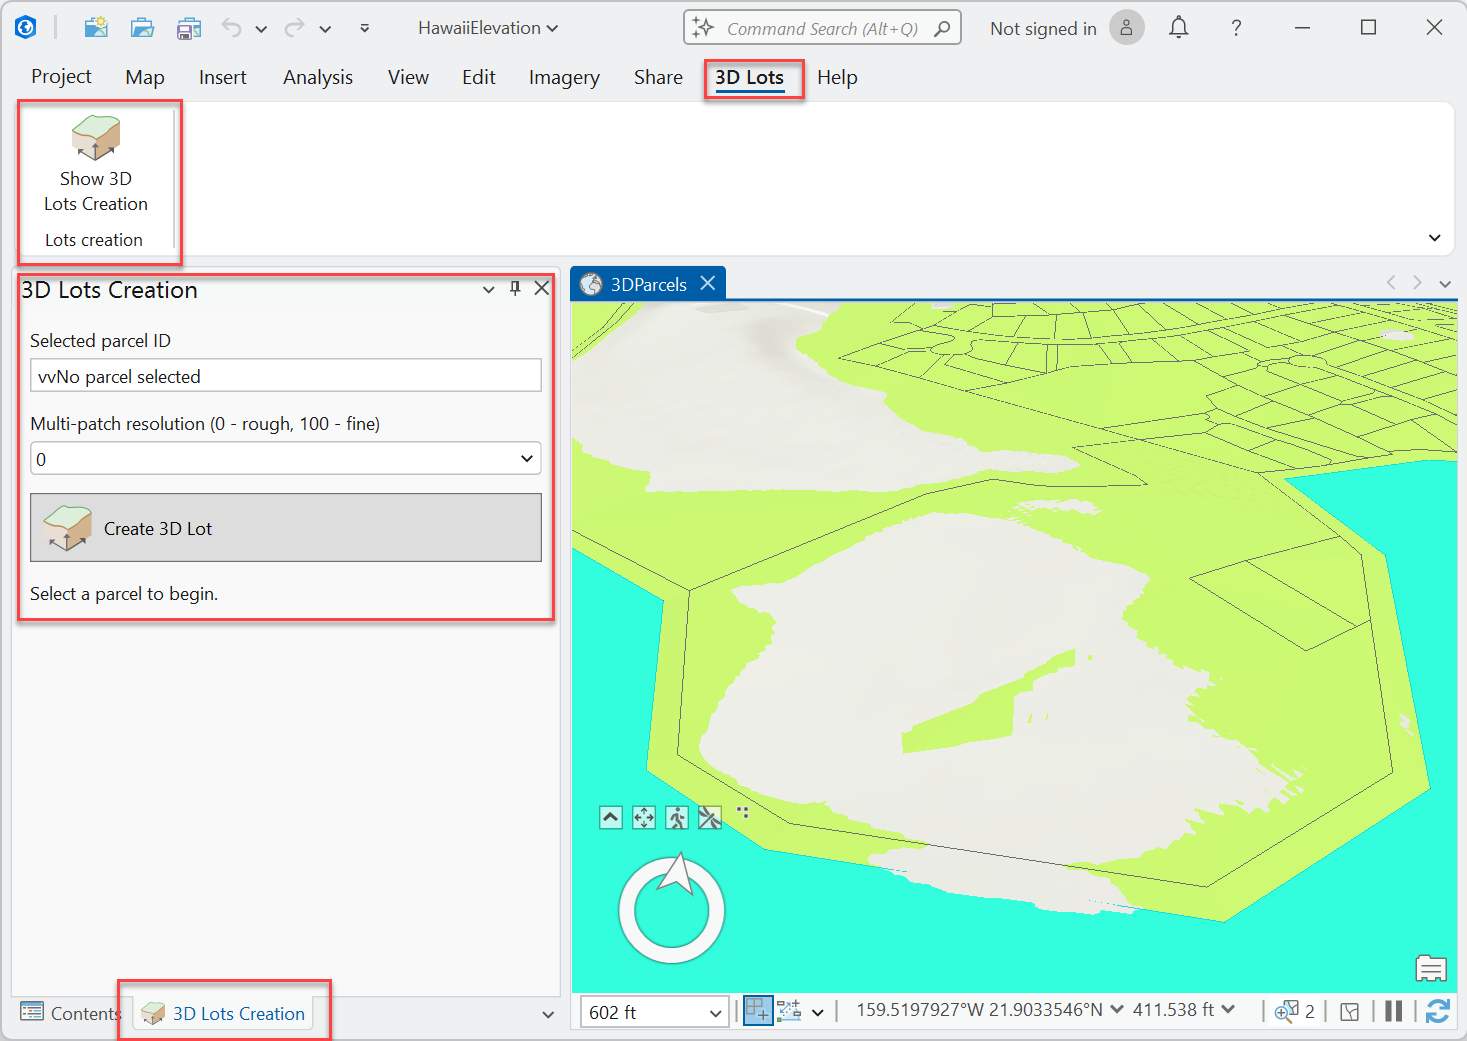 HawaiiElevation
Command Search (Alt+Q)
Not signed in
?
Project Map Insert Analysis View Edit Imagery Share 3D Lots Help
Show 3D
Lots Creation
Lots creation
3D Lots Creation
Selected parcel ID
vvNo parcel selected
Multi-patch resolution (0 - rough, 100 - fine)
0
Create 3D Lot
Select a parcel to begin.
3DParcels
Contents
3D Lots Creation
602 ft
159.5197927°W 21.9033546°N
411.538 ft
2